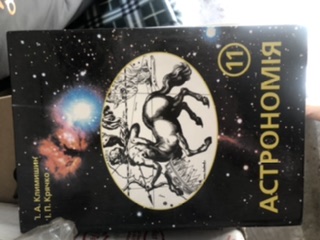 І. А. Климишин
І. П. Крячко
АСТРОНОМІЯ
11